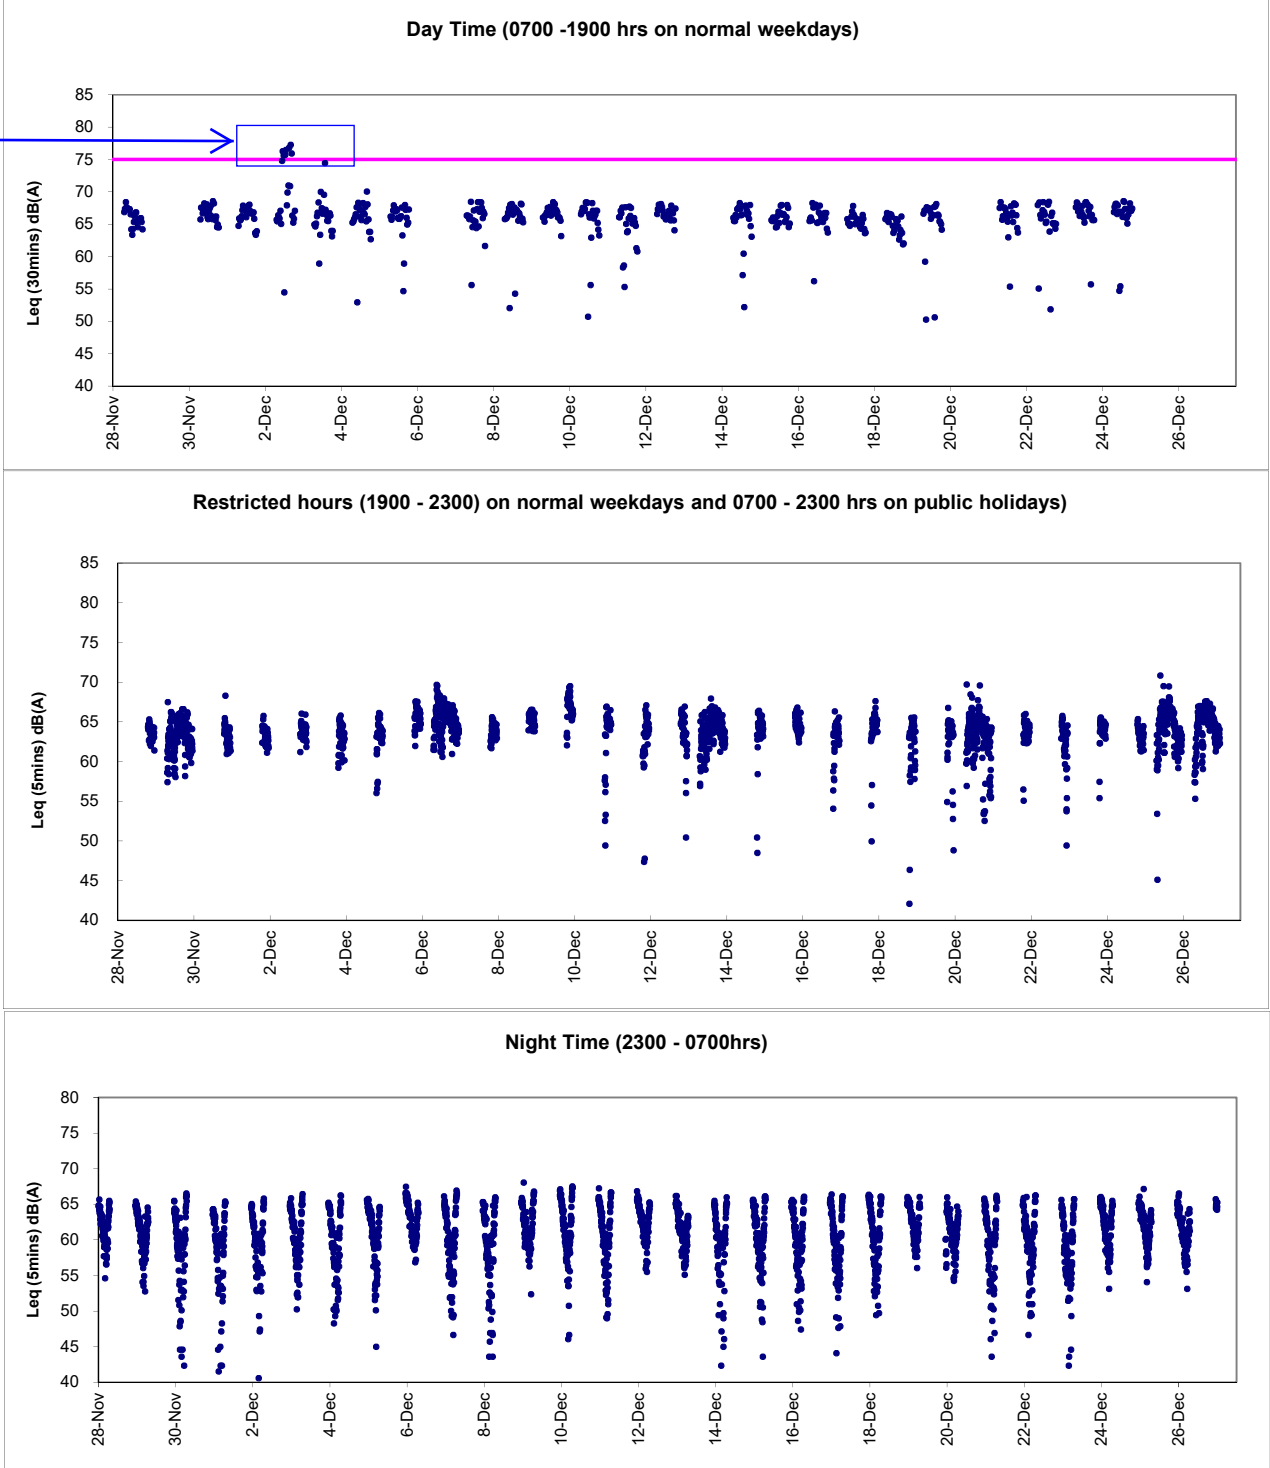 Day Time (0700 -1900 hrs on normal weekdays)
Leq (30mins) dB(A)
85
80
75
70
65
60
55
50
45
40
28-Nov
30-Nov
2-Dec
4-Dec
6-Dec
8-Dec
10-Dec
12-Dec
14-Dec
16-Dec
18-Dec
20-Dec
22-Dec
24-Dec
26-Dec
Restricted hours (1900 - 2300) on normal weekdays and 0700 - 2300 hrs on public holidays)
Leq (5mins) dB(A)
85
80
75
70
65
60
55
50
45
40
28-Nov
30-Nov
2-Dec
4-Dec
6-Dec
8-Dec
10-Dec
12-Dec
14-Dec
16-Dec
18-Dec
20-Dec
22-Dec
24-Dec
26-Dec
Night Time (2300 - 0700hrs)
Leq (5mins) dB(A)
80
75
70
65
60
55
50
45
40
28-Nov
30-Nov
2-Dec
4-Dec
6-Dec
8-Dec
10-Dec
12-Dec
14-Dec
16-Dec
18-Dec
20-Dec
22-Dec
24-Dec
26-Dec